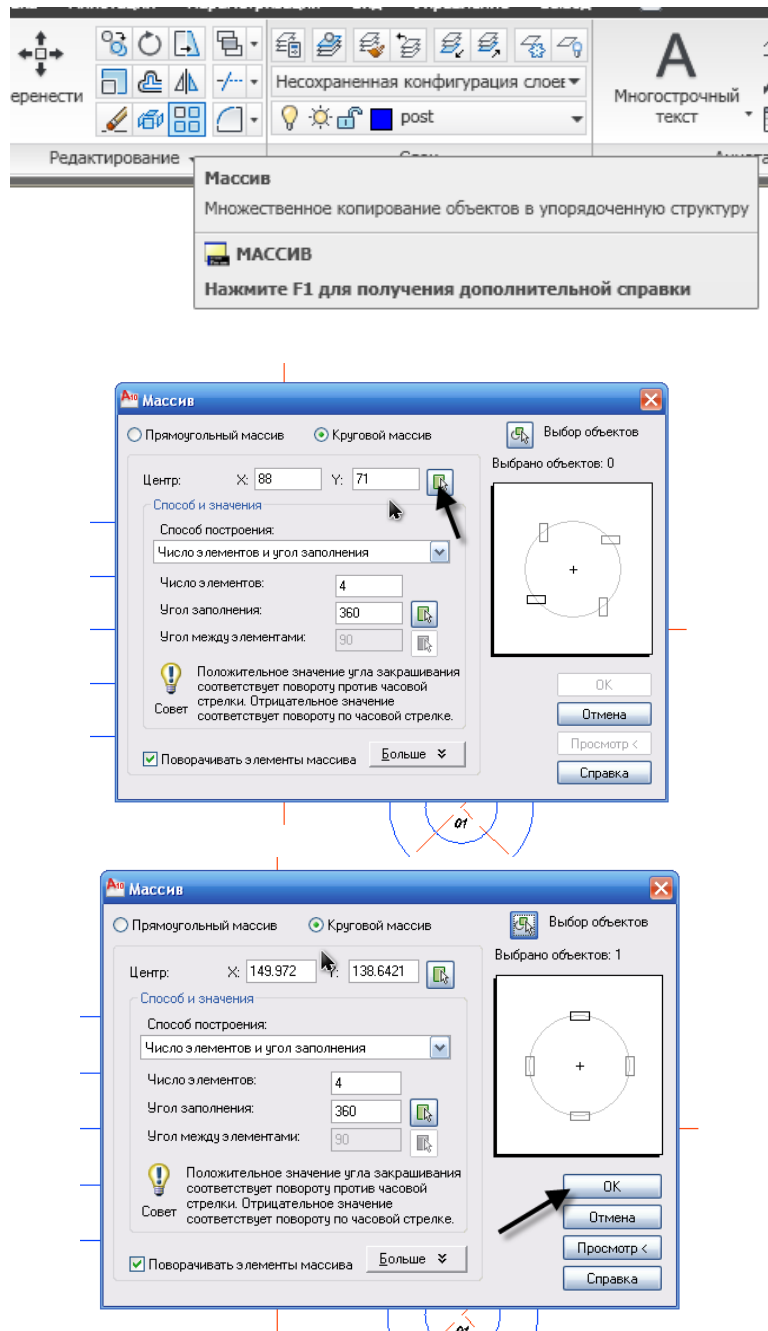 еренести
Несохраненная конфигурация слоев
post
A
Многострочный
текст
Редактирование
Массив
Множественное копирование объектов в упорядоченную структуру
МАССИВ
Нажмите F1 для получения дополнительной справки
Массив
Прямоугольный массив
Круговой массив
Выбор объектов
Выбрано объектов: 0
Центр:
X: 88
Y: 71
Способ и значения
Способ построения:
Число элементов и угол заполнения
Число элементов:
4
Угол заполнения:
360
Угол между элементами:
90
Положительное значение угла закрашивания
соответствует повороту против часовой
стрелки. Отрицательное значение
соответствует повороту по часовой стрелке.
Совет
OK
Отмена
Просмотр <
Справка
Поворачивать элементы массива
Больше
01
Массив
Прямоугольный массив
Круговой массив
Выбор объектов
Выбрано объектов: 1
Центр:
X: 149.972
Y: 138.6421
Способ и значения
Способ построения:
Число элементов и угол заполнения
Число элементов:
4
Угол заполнения:
360
Угол между элементами:
90
Положительное значение угла закрашивания
соответствует повороту против часовой
стрелки. Отрицательное значение
соответствует повороту по часовой стрелке.
Совет
OK
Отмена
Просмотр <
Справка
Поворачивать элементы массива
Больше